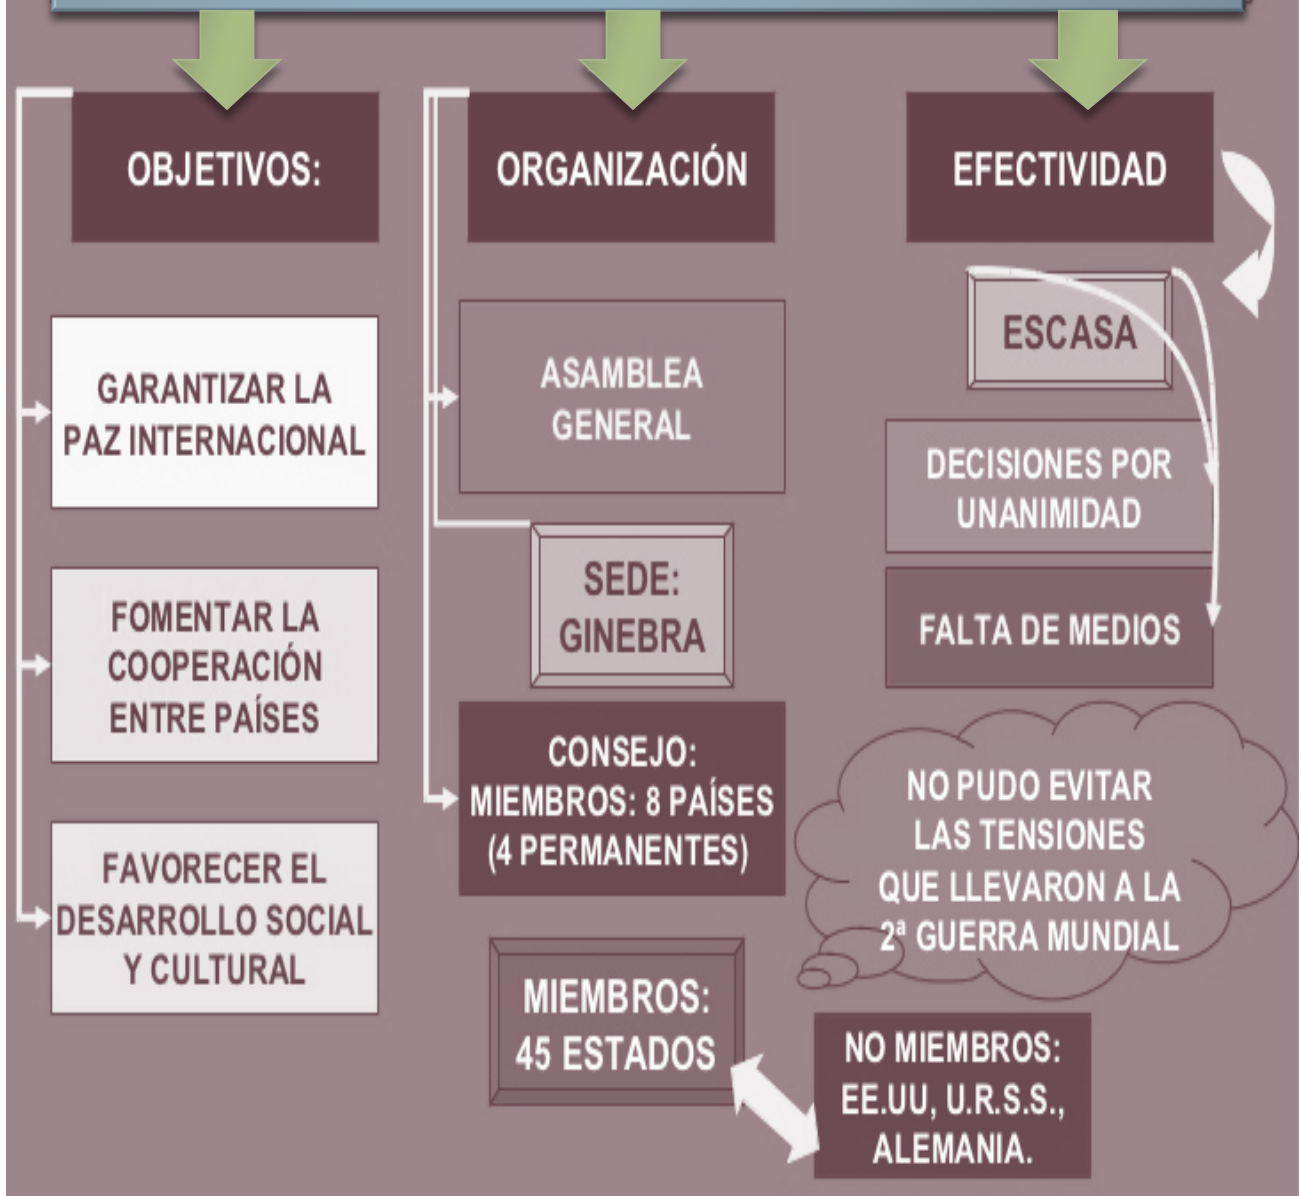 OBJETIVOS:
GARANTIZAR LA
PAZ INTERNACIONAL
FOMENTAR LA
COOPERACIÓN
ENTRE PAÍSES
FAVORECER EL
DESARROLLO SOCIAL
Y CULTURAL
ORGANIZACIÓN
ASAMBLEA
GENERAL
SEDE:
GINEBRA
CONSEJO:
MIEMBROS: 8 PAÍSES
(4 PERMANENTES)
MIEMBROS:
45 ESTADOS
EFECTIVIDAD
ESCASA
DECISIONES POR
UNANIMIDAD
FALTA DE MEDIOS
NO PUDO EVITAR
LAS TENSIONES
QUE LLEVARON A LA
2ª GUERRA MUNDIAL
NO MIEMBROS:
EE.UU, U.R.S.S.,
ALEMANIA.